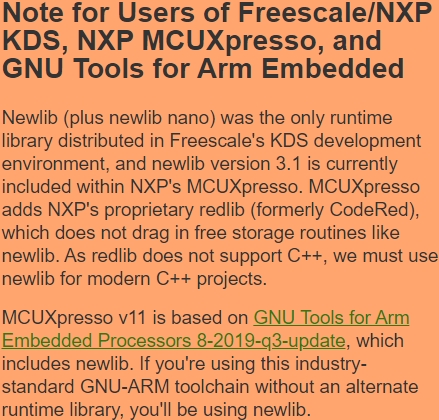 Note for Users of Freescale/NXP
KDS, NXP MCUXpresso, and
GNU Tools for Arm Embedded
Newlib (plus newlib nano) was the only runtime
library distributed in Freescale's KDS development
environment, and newlib version 3.1 is currently
included within NXP's MCUXpresso. MCUXpresso
adds NXP's proprietary redlib (formerly CodeRed),
which does not drag in free storage routines like
newlib. As redlib does not support C++, we must use
newlib for modern C++ projects.
MCUXpresso v11 is based on GNU Tools for Arm
Embedded Processors 8-2019-q3-update, which
includes newlib. If you're using this industry-
standard GNU-ARM toolchain without an alternate
runtime library, you'll be using newlib.